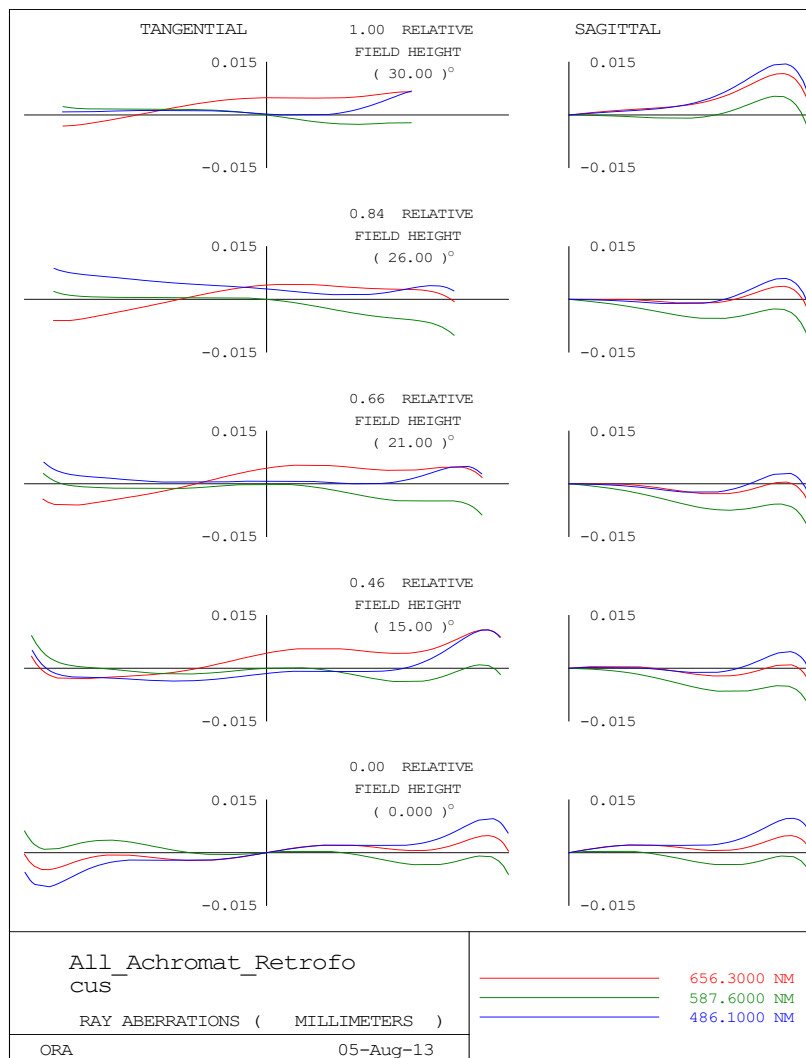 TANGENTIAL 1.00 RELATIVE SAGITTAL
FIELD HEIGHT
( 30.00 )°
0.015 0.015
-0.015 -0.015
0.84 RELATIVE
FIELD HEIGHT
( 26.00 )°
0.015 0.015
-0.015 -0.015
0.66 RELATIVE
FIELD HEIGHT
( 21.00 )°
0.015 0.015
-0.015 -0.015
0.46 RELATIVE
FIELD HEIGHT
( 15.00 )°
0.015 0.015
-0.015 -0.015
0.00 RELATIVE
FIELD HEIGHT
( 0.000 )°
0.015 0.015
-0.015 -0.015
All_Achromat_Retrofo
cus
RAY ABERRATIONS ( MILLIMETERS )
ORA 05-Aug-13
656.3000 NM
587.6000 NM
486.1000 NM